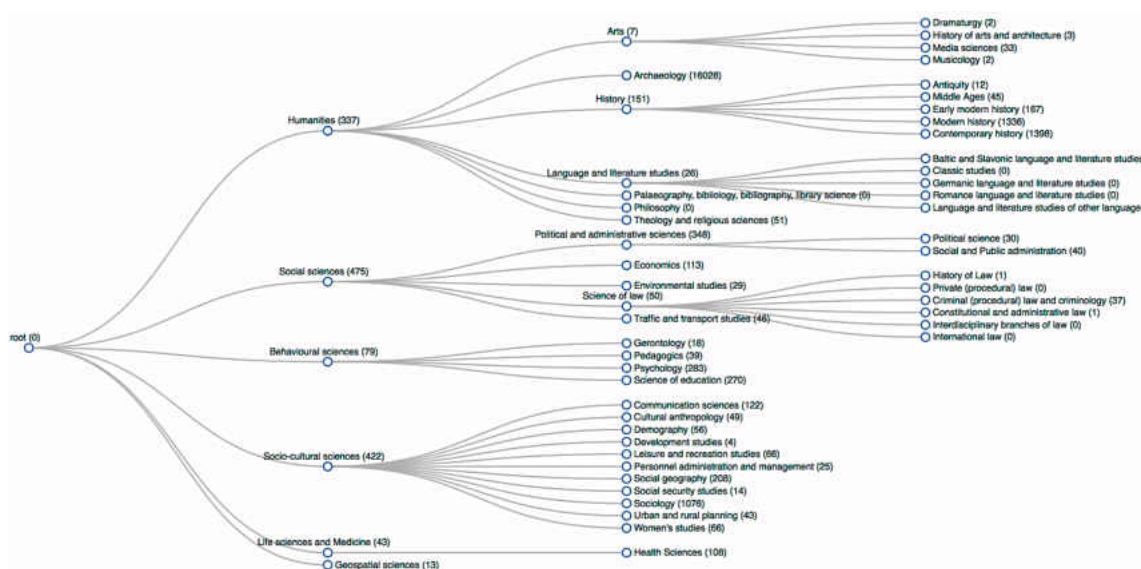 root (0)
Humanities (337)
Arts (7)
Dramaturgy (2)
History of arts and architecture (3)
Media sciences (33)
Musicology (2)
Archaeology (16028)
History (151)
Antiquity (12)
Middle Ages (45)
Early modern history (167)
Modern history (1336)
Contemporary history (1398)
Language and literature studies (26)
Baltic and Slavonic language and literature studies
Classic studies (0)
Germanic language and literature studies (0)
Romance language and literature studies (0)
Language and literature studies of other language
Palaeography, bibliology, bibliography, library science (0)
Philosophy (0)
Theology and religious sciences (51)
Social sciences (475)
Political and administrative sciences (348)
Political science (30)
Social and Public administration (40)
Economics (113)
Environmental studies (29)
Science of law (50)
History of Law (1)
Private (procedural) law (0)
Criminal (procedural) law and criminology (37)
Constitutional and administrative law (1)
Interdisciplinary branches of law (0)
International law (0)
Traffic and transport studies (46)
Behavioural sciences (79)
Gerontology (18)
Pedagogics (39)
Psychology (283)
Science of education (270)
Socio-cultural sciences (422)
Communication sciences (122)
Cultural anthropology (49)
Demography (56)
Development studies (4)
Leisure and recreation studies (66)
Personnel administration and management (25)
Social geography (208)
Social security studies (14)
Sociology (1076)
Urban and rural planning (43)
Women's studies (66)
Life sciences and Medicine (43)
Health Sciences (108)
Geospatial sciences (13)